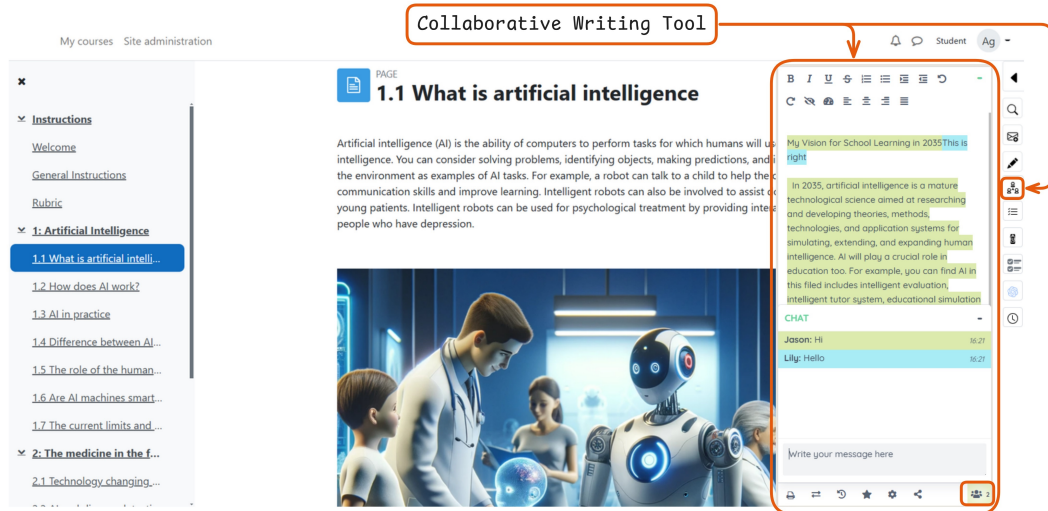 Collaborative Writing Tool
My courses Site administration
Student Ag
Instructions
Welcome
General Instructions
Rubric
1: Artificial Intelligence
1.1 What is artificial intelli...
1.2 How does AI work?
1.3 AI in practice
1.4 Difference between AI...
1.5 The role of the human...
1.6 Are AI machines smart...
1.7 The current limits and ...
2: The medicine in the f...
2.1 Technology changing ...
PAGE
1.1 What is artificial intelligence
Artificial intelligence (AI) is the ability of computers to perform tasks for which humans will
intelligence. You can consider solving problems, identifying objects, making predictions, and
the environment as examples of AI tasks. For example, a robot can talk to a child to help the
communication skills and improve learning. Intelligent robots can also be involved to assist
young patients. Intelligent robots can be used for psychological treatment by providing
people who have depression.
B I U S
My Vision for School Learning in 2035This is
right
In 2035, artificial intelligence is a mature
technological science aimed at researching
and developing theories, methods,
technologies, and application systems for
simulating, extending, and expanding human
intelligence. AI will play a crucial role in
education too. For example, you can find AI in
this filed includes intelligent evaluation,
intelligent tutor system, educational simulation
CHAT
Jason: Hi 16:21
Lily: Hello 16:21
Write your message here
2